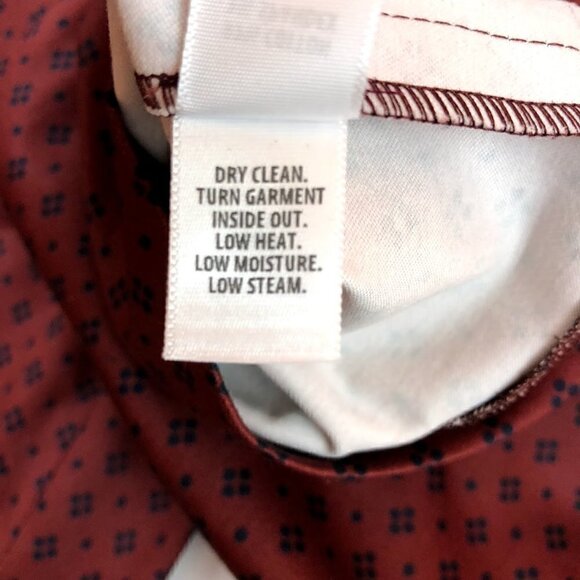 DRY CLEAN.
TURN GARMENT
INSIDE OUT.
LOW HEAT.
LOW MOISTURE.
LOW STEAM.